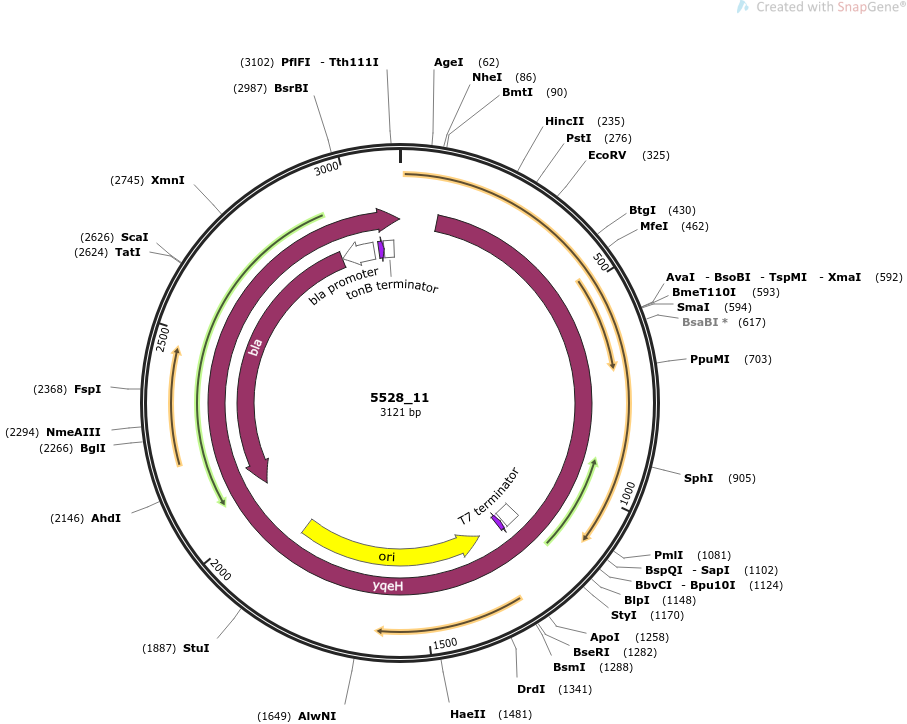 Created with SnapGene®
(3102) PflFI - Tth111I
(2987) BsrBI
AgeI (62)
NheI (86)
BmtI (90)
HincII (235)
PstI (276)
EcoRV (325)
BtgI (430)
MfeI (462)
AvaI - BsoBI - TspMI - XmaI (592)
BmeT110I (593)
SmaI (594)
BsaBI * (617)
PpuMI (703)
SphI (905)
PmlI (1081)
BspQI - SapI (1102)
BbvCI - Bpu10I (1124)
BlpI (1148)
StyI (1170)
ApoI (1258)
BseRI (1282)
BsmI (1288)
DrdI (1341)
HaeII (1481)
(1649) AlwNI
(1887) StuI
(2146) AhdI
(2266) BglI
(2294) NmeAIII
(2368) FspI
(2624) TatI
(2626) ScaI
(2745) XmnI
500
1000
1500
2000
2500
3000
bla promoter
tonB terminator
bla
5528_11
3121 bp
T7 terminator
ori
yqeH